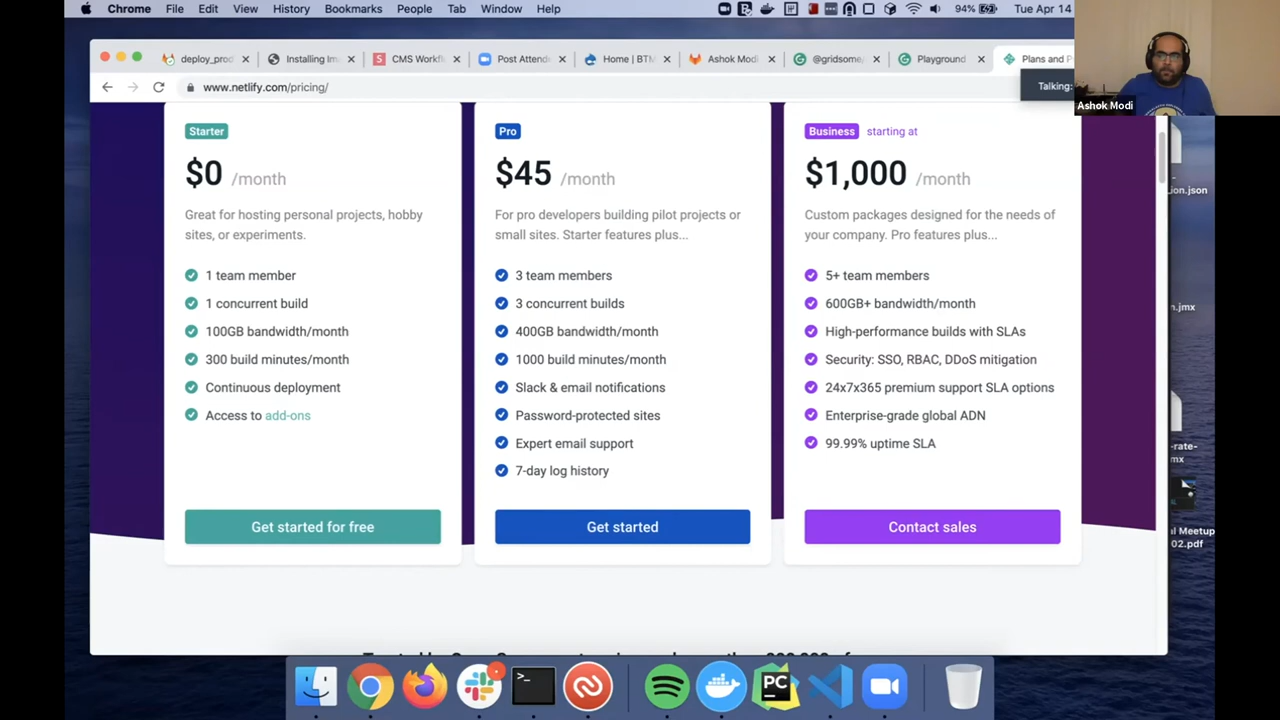 Chrome File Edit View History Bookmarks People Tab Window Help 94% Tue Apr 14
deploy_prod Installing Im CMS Workfl Post Attend Home | BTM Ashok Modi @gridsome Playground Plans and P
www.netlify.com/pricing/
Talking:
Ashok Modi
Starter
$0 /month
Great for hosting personal projects, hobby
sites, or experiments.
1 team member
1 concurrent build
100GB bandwidth/month
300 build minutes/month
Continuous deployment
Access to add-ons
Get started for free
Pro
$45 /month
For pro developers building pilot projects or
small sites. Starter features plus...
3 team members
3 concurrent builds
400GB bandwidth/month
1000 build minutes/month
Slack & email notifications
Password-protected sites
Expert email support
7-day log history
Get started
Business starting at
$1,000 /month
Custom packages designed for the needs of
your company. Pro features plus...
5+ team members
600GB+ bandwidth/month
High-performance builds with SLAs
Security: SSO, RBAC, DDoS mitigation
24x7x365 premium support SLA options
Enterprise-grade global ADN
99.99% uptime SLA
Contact sales
-
ion.json
n.jmx
-rate-
mx
al Meetup
02.pdf
PC